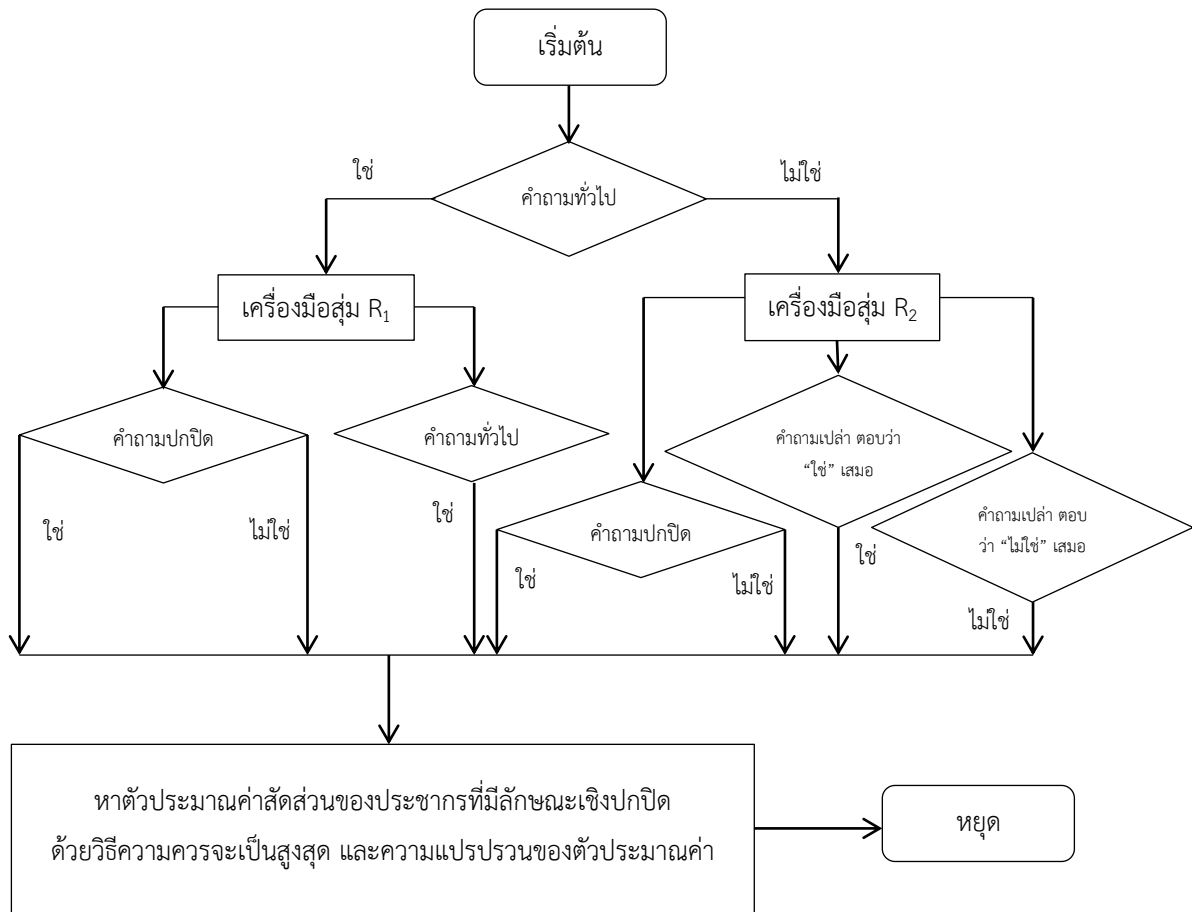 เริ่มต้น
ใช่
ไม่ใช่
คำถามทั่วไป
เครื่องมือสุ่ม R₁
เครื่องมือสุ่ม R₂
คำถามปกปิด
คำถามทั่วไป
คำถามเปล่า ตอบว่า
“ใช่” เสมอ
คำถามเปล่า ตอบ
ว่า “ไม่ใช่” เสมอ
ใช่
ไม่ใช่
ใช่
คำถามปกปิด
ใช่
ไม่ใช่
ใช่
ไม่ใช่
หาตัวประมาณค่าสัดส่วนของประชากรที่มีลักษณะเชิงปกปิด
ด้วยวิธีความควรจะเป็นสูงสุด และความแปรปรวนของตัวประมาณค่า
หยุด